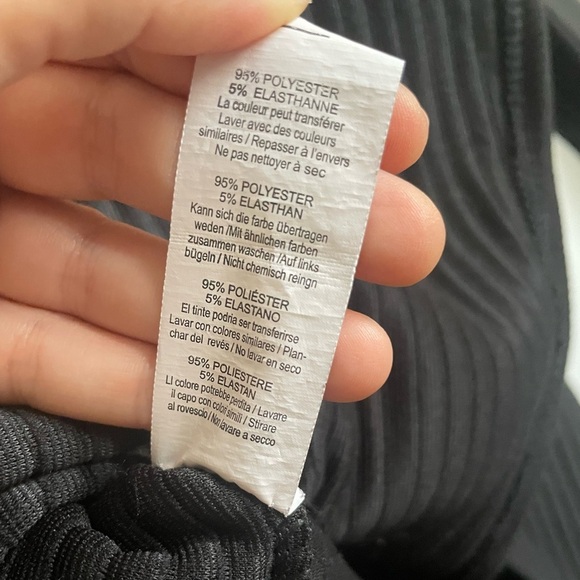 95% POLYESTER
5% ELASTHANNE
La couleur peut transférer
Laver avec des couleurs
similaires / Repasser à l'envers
Ne pas nettoyer à sec
95% POLYESTER
5% ELASTHAN
Kann sich die farbe übertragen
weden /Mit ähnlichen farben
zusammen waschen /Auf links
bügeln / Nicht chemisch reingn
95% POLIÉSTER
5% ELASTANO
El tinte podria ser transferirse
Lavar con colores similares / Plan-
char del revés / No lavar en seco
95% POLIESTERE
5% ELASTAN
LI colore potrebbe perdita / Lavare
il capo con colori simili / Stirare
al rovescio / Not lavare a secco